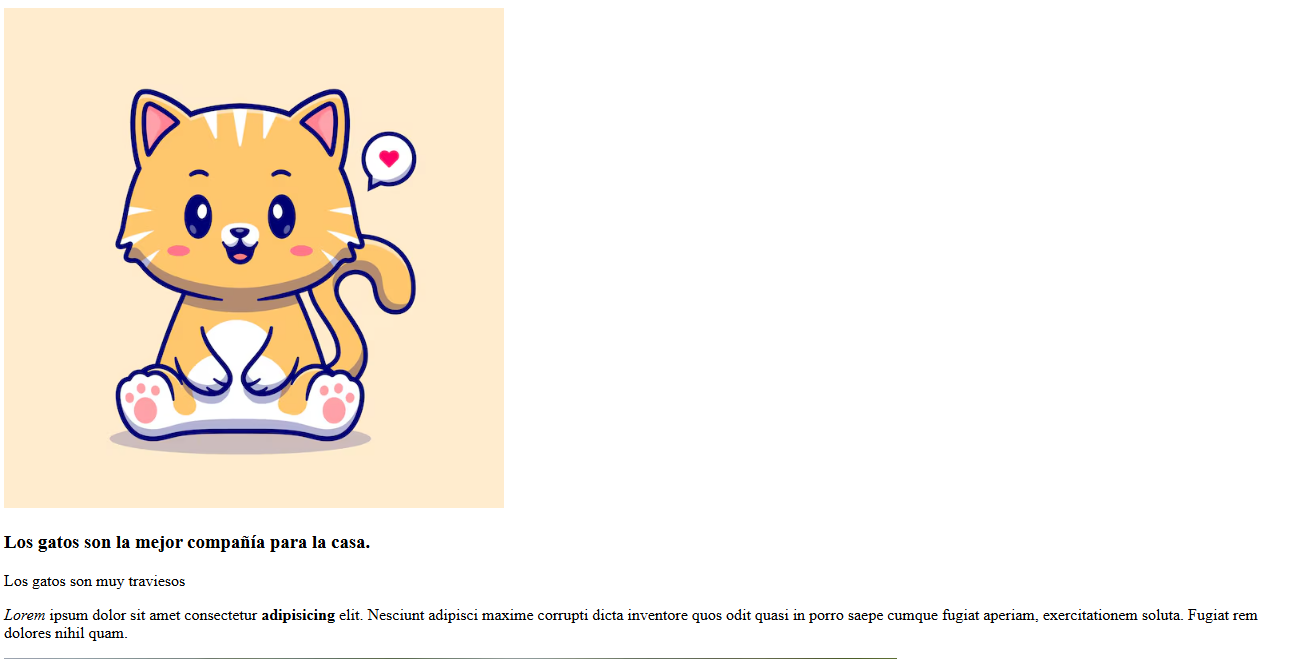 Los gatos son la mejor compañía para la casa.
Los gatos son muy traviesos
Lorem ipsum dolor sit amet consectetur adipisicing elit. Nesciunt adipisci maxime corrupti dicta inventore quos odit quasi in porro saepe cumque fugiat aperiam, exercitationem soluta. Fugiat rem
dolores nihil quam.